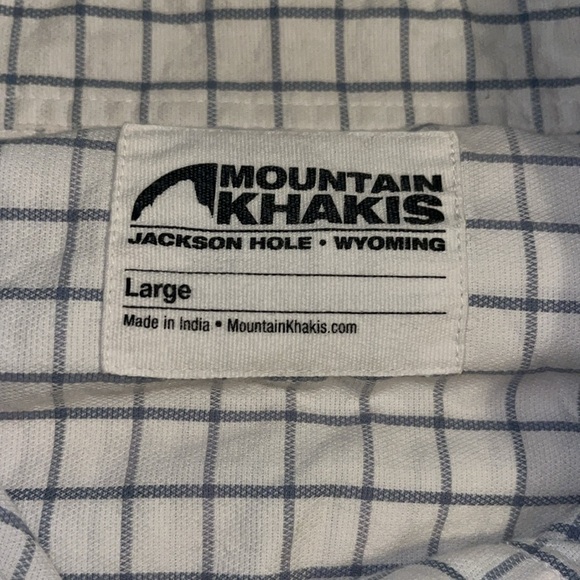 MOUNTAIN
KHAKIS
JACKSON HOLE • WYOMING
Large
Made in India • MountainKhakis.com